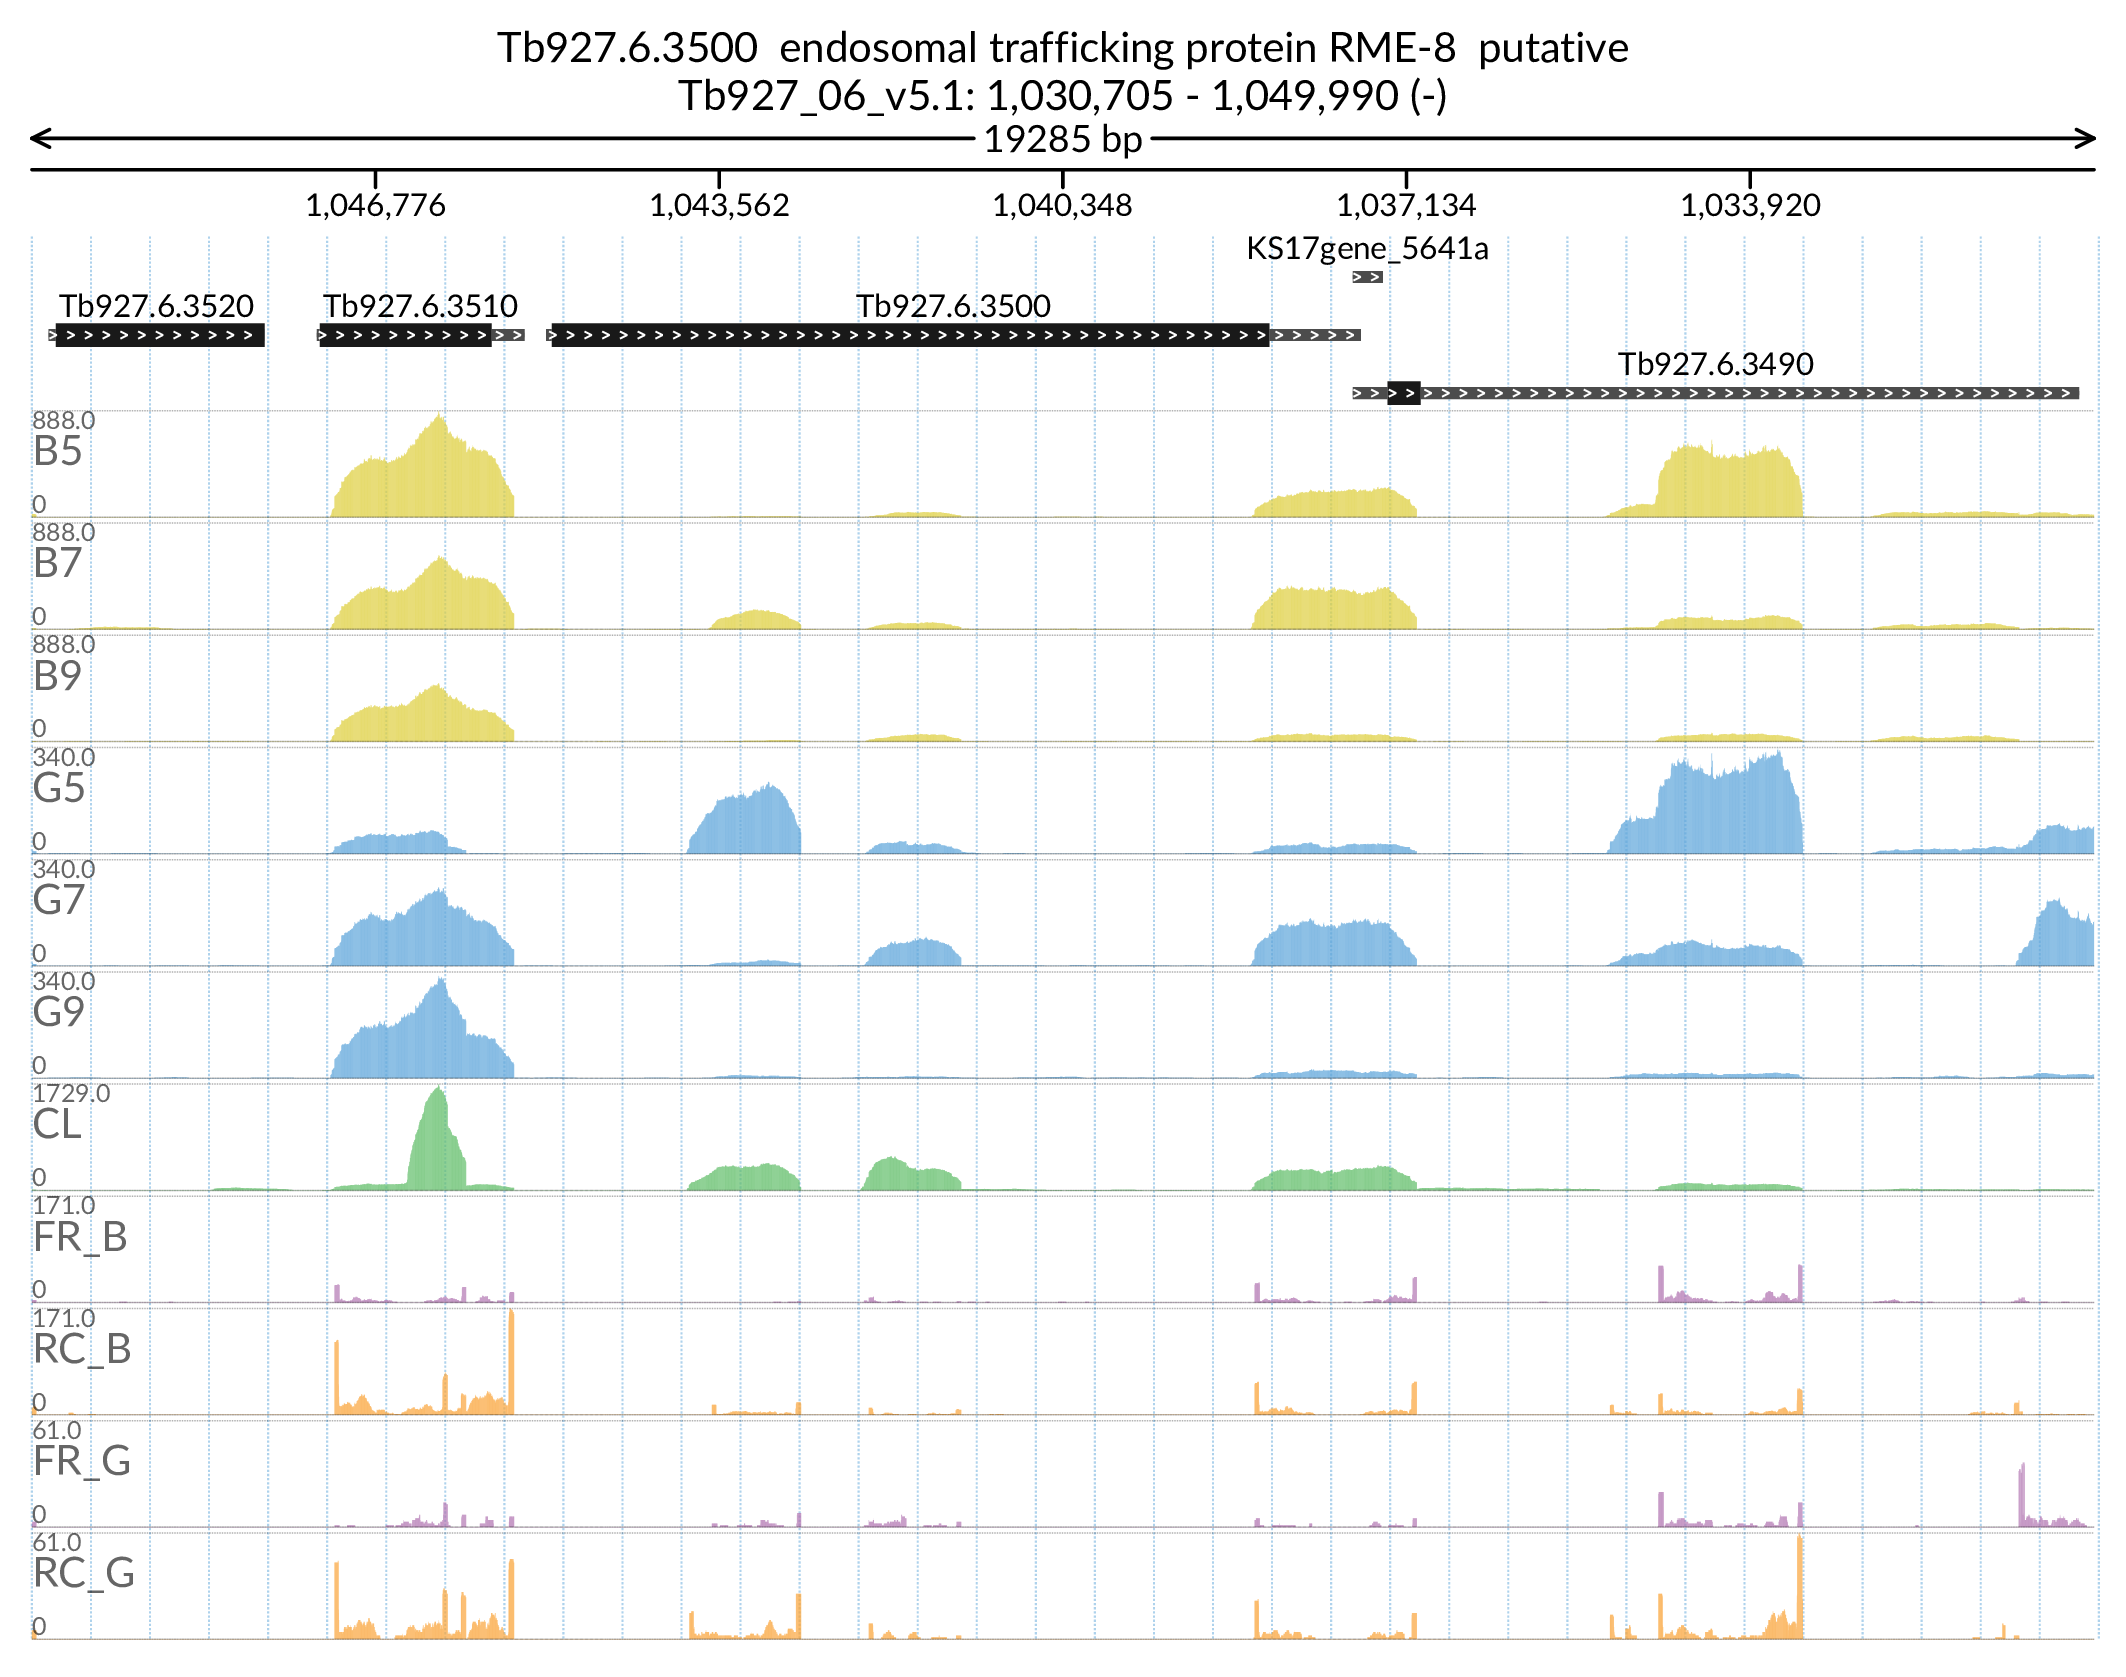 Tb927.6.3500  endosomal trafficking protein RME-8  putative
Tb927_06_v5.1: 1,030,705 - 1,049,990 (-)
19285 bp
1,046,776 1,043,562 1,040,348 1,037,134 1,033,920
KS17gene_5641a
Tb927.6.3520 Tb927.6.3510 Tb927.6.3500
Tb927.6.3490
888.0
B5
0
888.0
B7
0
888.0
B9
0
340.0
G5
0
340.0
G7
0
340.0
G9
0
1729.0
CL
0
171.0
FR_B
0
171.0
RC_B
0
61.0
FR_G
0
61.0
RC_G
0